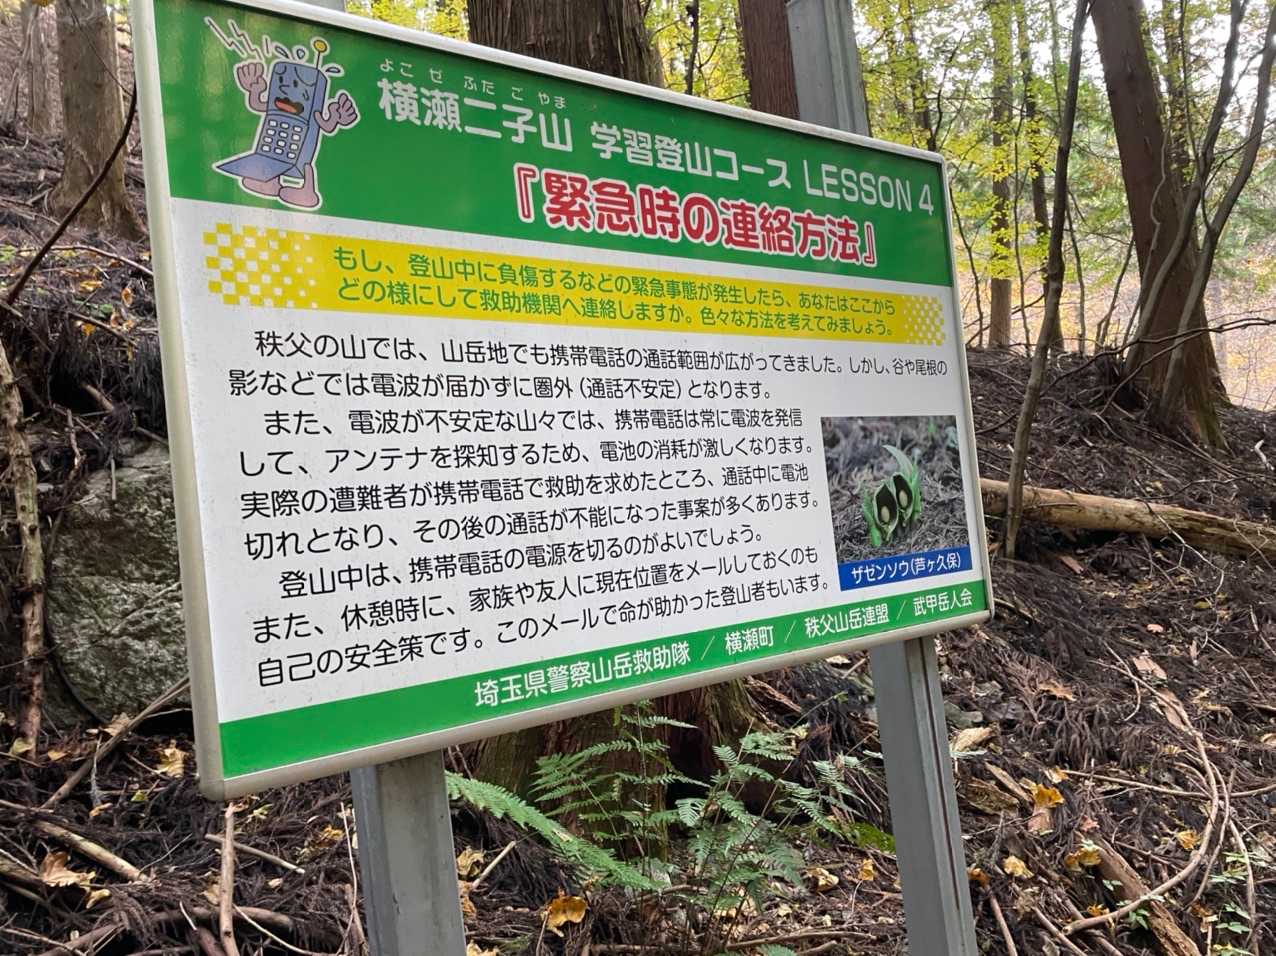 よこぜ ふたごやま
横瀬二子山 学習登山コース LESSON 4
『緊急時の連絡方法』
もし、登山中に負傷するなどの緊急事態が発生したら、あなたはここから
どの様にして救助機関へ連絡しますか。色々な方法を考えてみましょう。
秩父の山では、山岳地でも携帯電話の通話範囲が広がってきました。しかし、谷や尾根の
影などでは電波が届かずに圏外(通話不安定)となります。
また、電波が不安定な山々では、携帯電話は常に電波を発信
して、アンテナを探知するため、電池の消耗が激しくなります。
実際の遭難者が携帯電話で救助を求めたところ、通話中に電池
切れとなり、その後の通話が不能になった事案が多くあります。
登山中は、携帯電話の電源を切るのがよいでしょう。
また、休憩時に、家族や友人に現在位置をメールしておくのも
自己の安全策です。このメールで命が助かった登山者もいます。
ザゼンソウ(芦ヶ久保)
埼玉県警察山岳救助隊 / 横瀬町 / 秩父山岳連盟 / 武甲岳人会